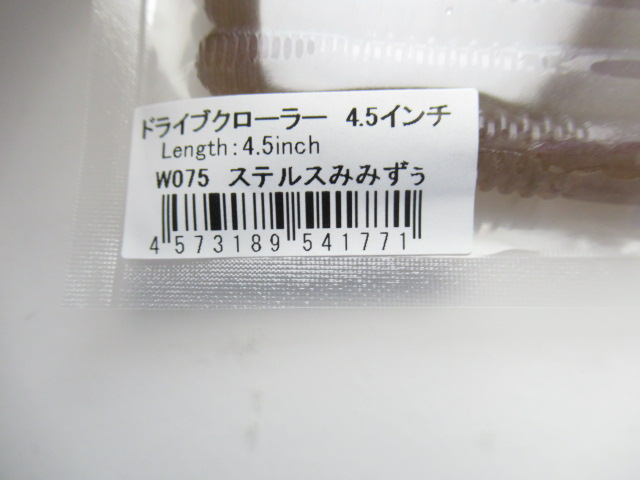 ドライブクローラー 4.5インチ
Length:4.5inch
W075 ステルスみみずぅ
4 573189 541771